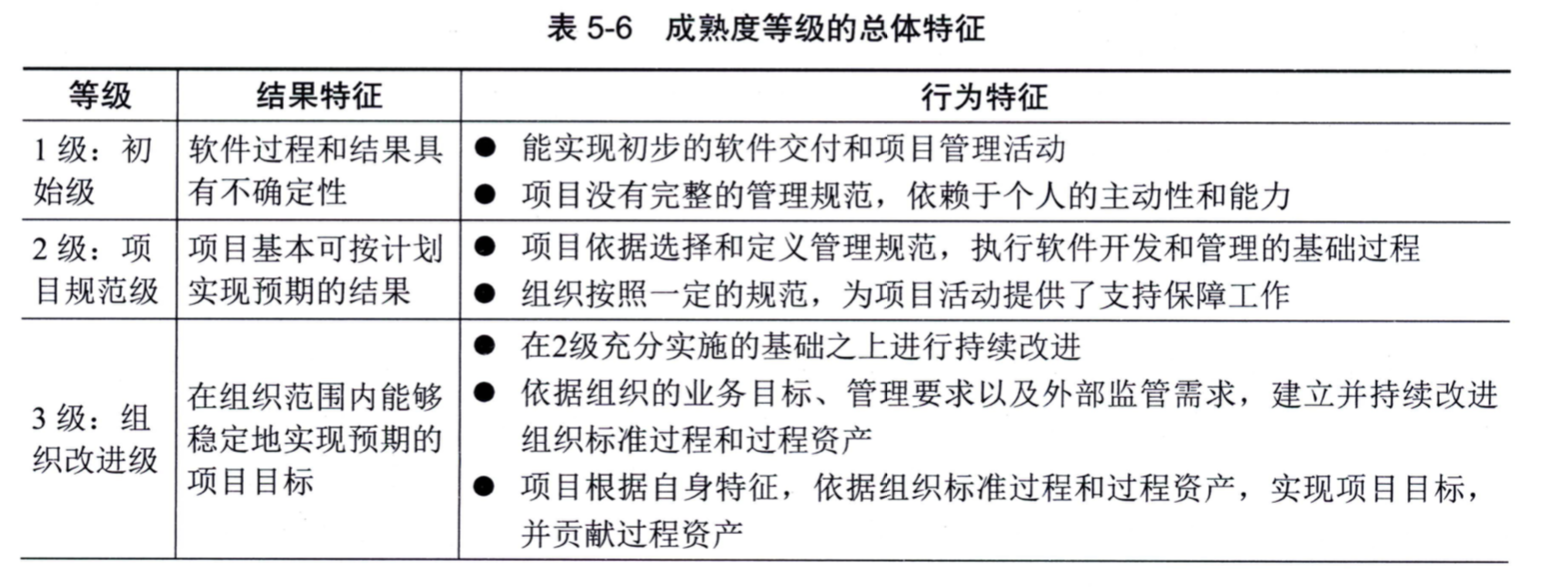 表 5-6 成熟度等级的总体特征
等级 结果特征 行为特征
1 级：初
始级
软件过程和结果具
有不确定性
● 能实现初步的软件交付和项目管理活动
● 项目没有完整的管理规范，依赖于个人的主动性和能力
2 级：项
目规范级
项目基本可按计划
实现预期的结果
● 项目依据选择和定义管理规范，执行软件开发和管理的基础过程
● 组织按照一定的规范，为项目活动提供了支持保障工作
3 级：组
织改进级
在组织范围内能够
稳定地实现预期的
项目目标
● 在2级充分实施的基础之上进行持续改进
● 依据组织的业务目标、管理要求以及外部监管需求，建立并持续改进
组织标准过程和过程资产
● 项目根据自身特征，依据组织标准过程和过程资产，实现项目目标，
并贡献过程资产